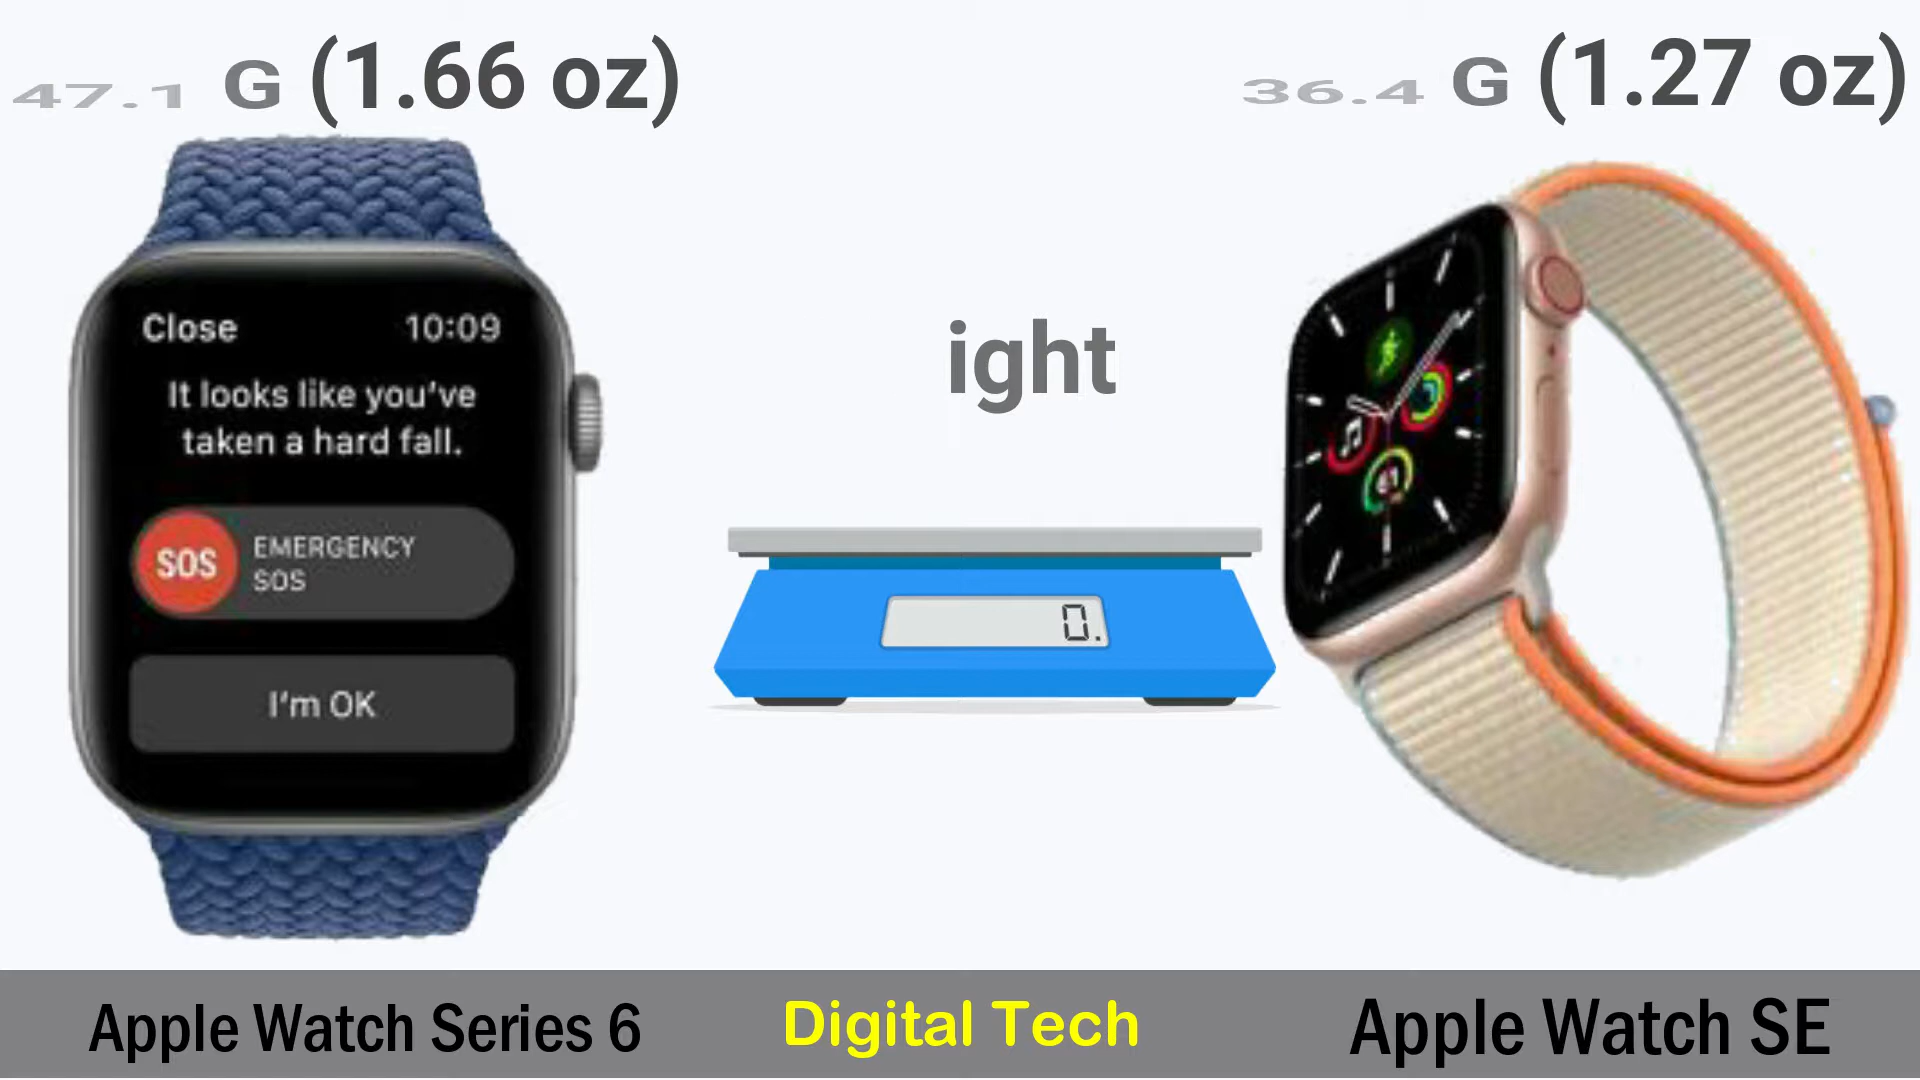 47.1 G (1.66 oz)
36.4 G (1.27 oz)
Close 10:09
It looks like you've
taken a hard fall.
SOS
EMERGENCY
SOS
I'm OK
ight
0.
Apple Watch Series 6
Digital Tech
Apple Watch SE